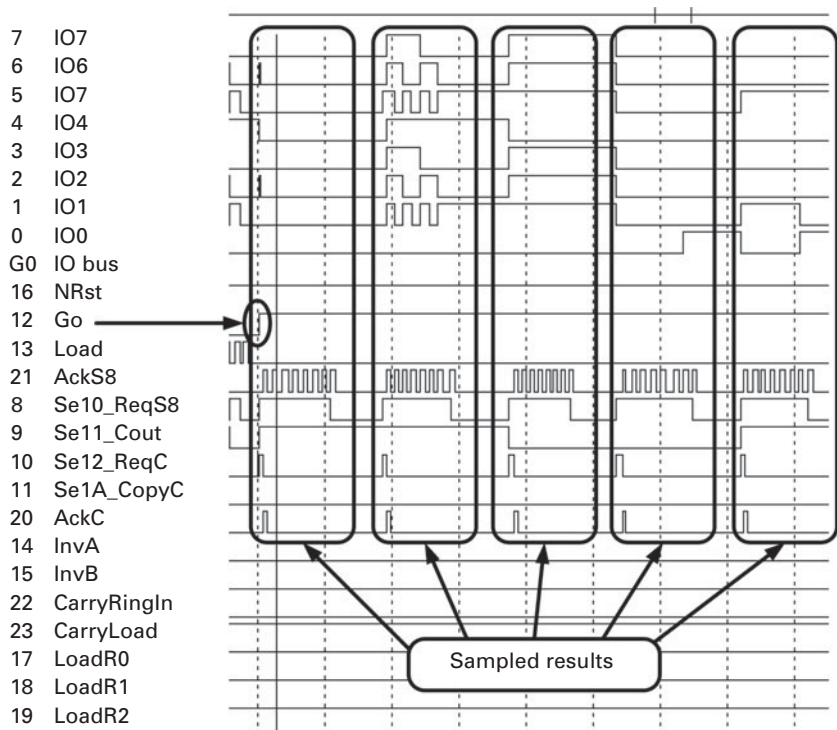 7 IO7
6 IO6
5 IO7
4 IO4
3 IO3
2 IO2
1 IO1
0 IO0
G0 IO bus
16 NRst
12 Go
13 Load
21 AckS8
8 Se10_ReqS8
9 Se11_Cout
10 Se12_ReqC
11 Se1A_CopyC
20 AckC
14 InvA
15 InvB
22 CarryRingIn
23 CarryLoad
17 LoadR0
18 LoadR1
19 LoadR2
Sampled results